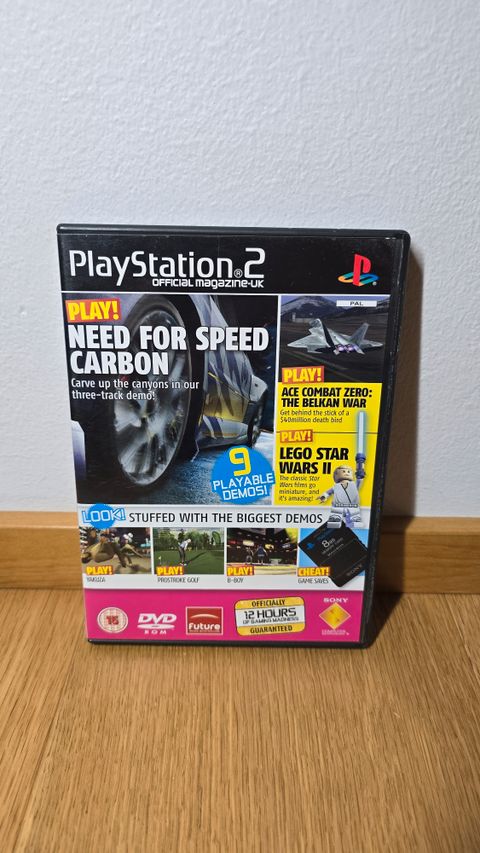 PlayStation®2
OFFICIAL MAGAZINE-UK
PAL
PLAY!
NEED FOR SPEED
CARBON
Carve up the canyons in our
three-track demo!
PLAY!
ACE COMBAT ZERO:
THE BELKAN WAR
Get behind the stick of a
$40million death bird
PLAY!
LEGO STAR
WARS II
The classic Star
Wars films go
miniature, and
it's amazing!
9
PLAYABLE
DEMOS!
LOOK! STUFFED WITH THE BIGGEST DEMOS
PLAY!
YAKUZA
PLAY!
PROSTROKE GOLF
PLAY!
B-BOY
8MB
SONY
CHEAT!
GAME SAVES
15
DVD
ROM
Future
OFFICIALLY
12 HOURS
OF GAMING MADNESS
GUARANTEED
SONY